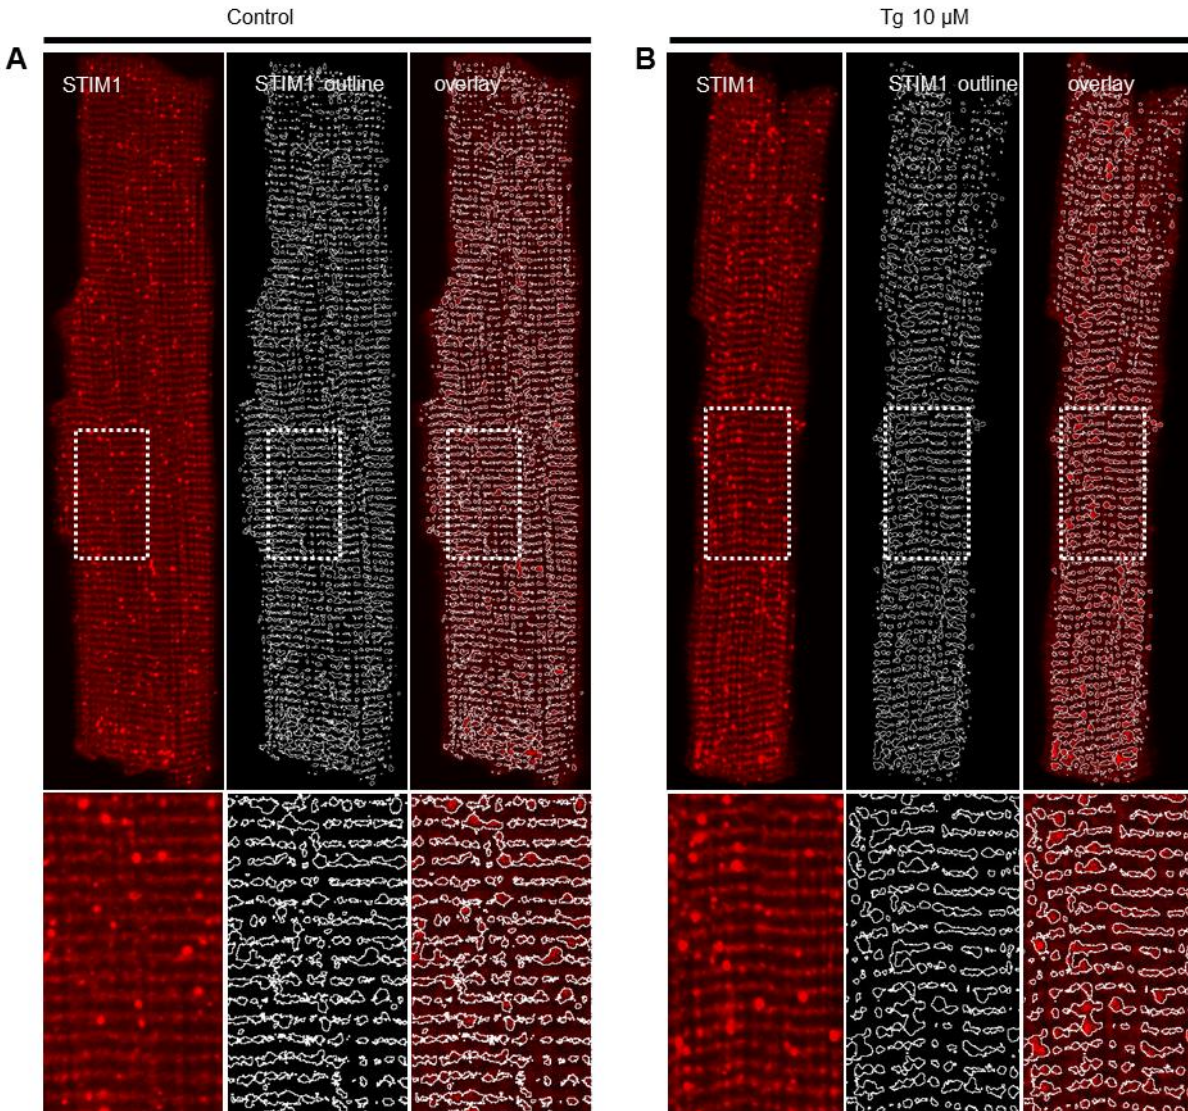 Control
Tg 10 µM
A
B
STIM1
STIM1 outline
overlay
STIM1
STIM1 outline
overlay